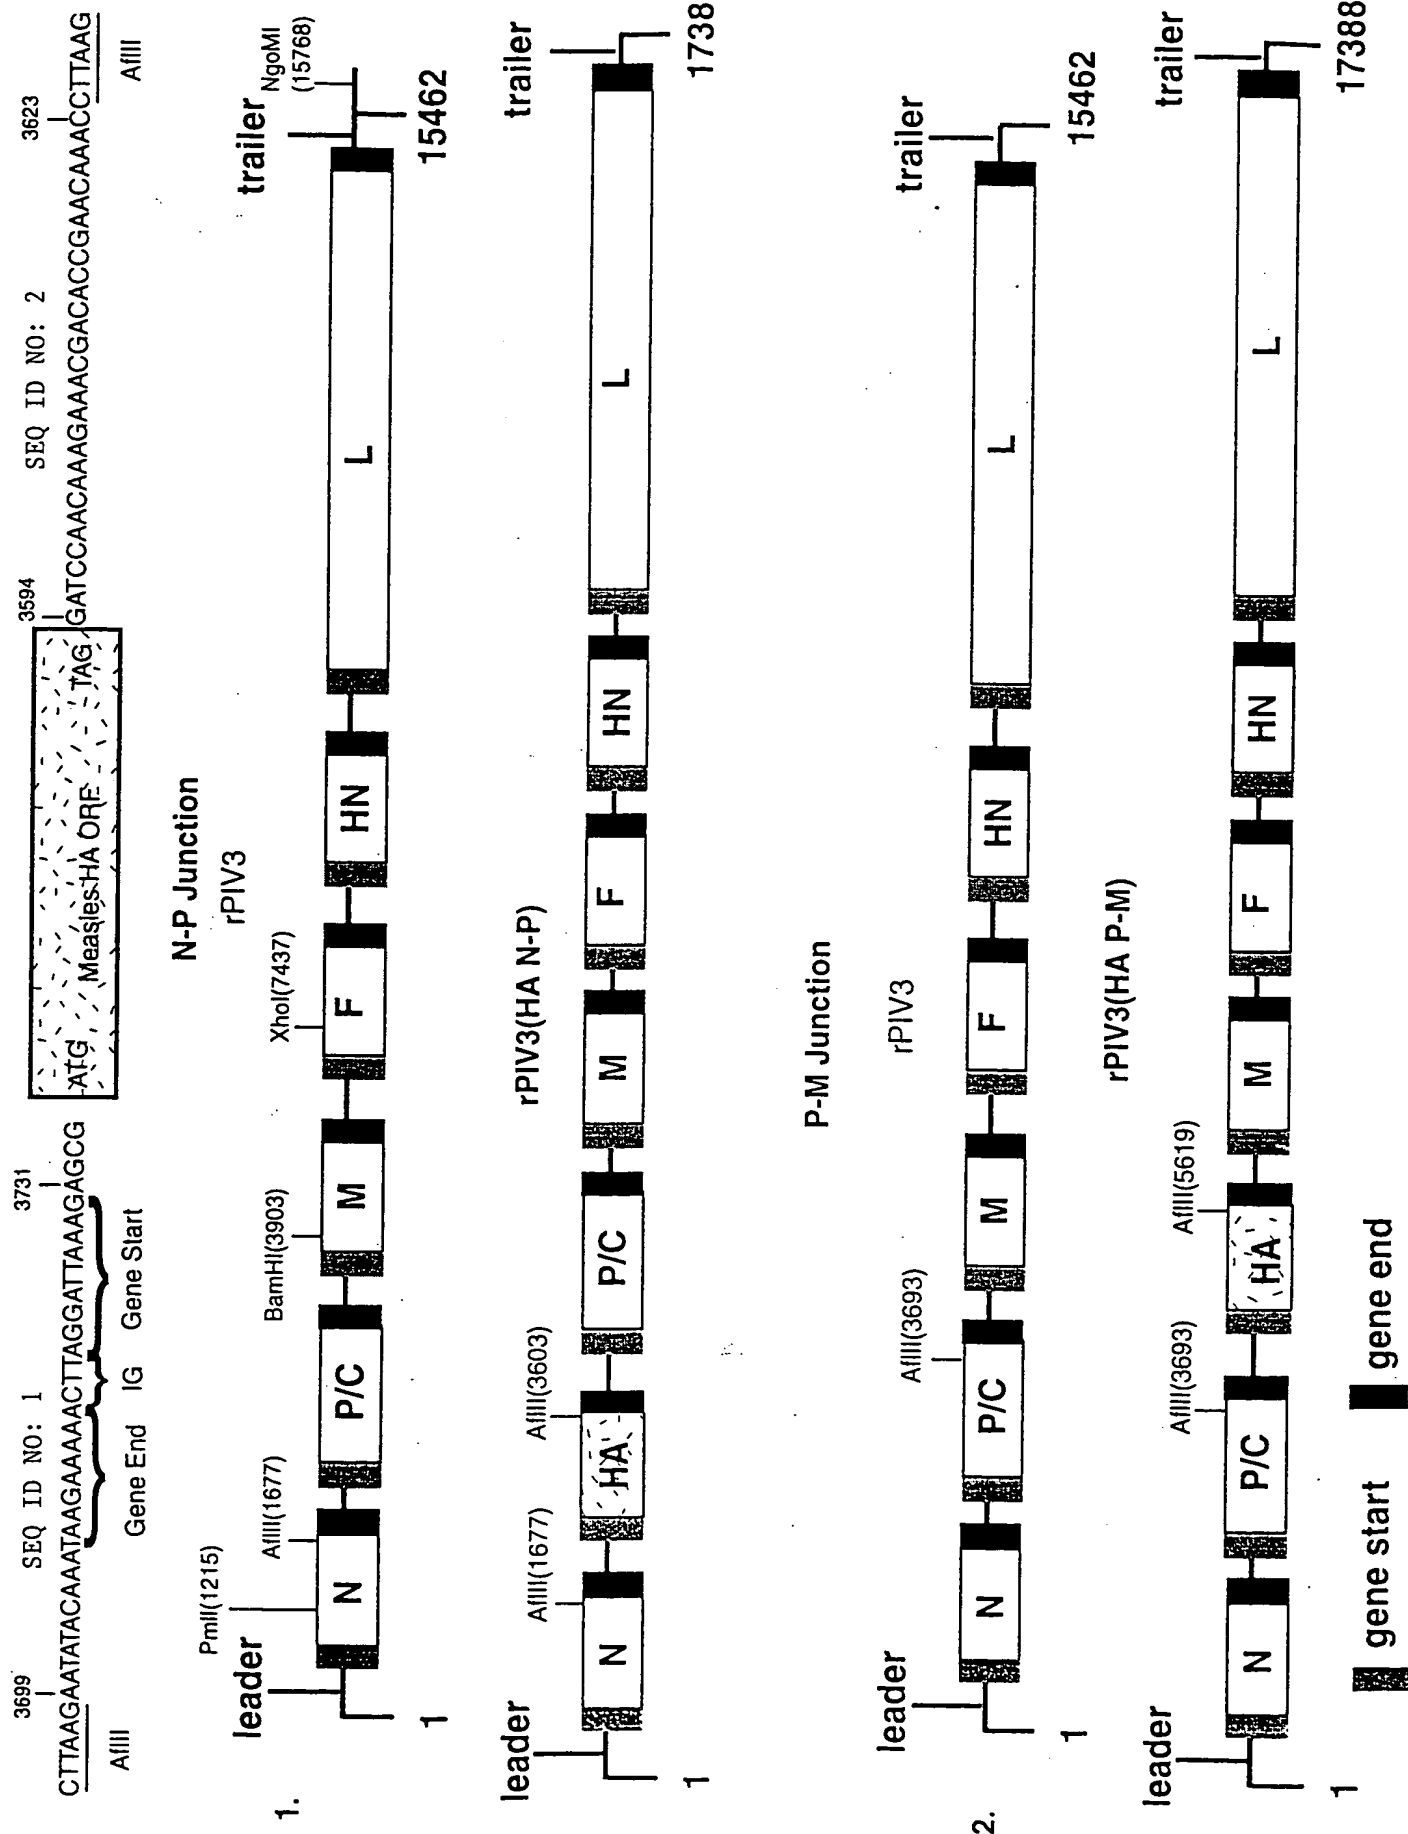 3699 SEQ ID NO: 1 3731 3594 SEQ ID NO: 2 3623
CTTAAGAATATACAAATAAGAAAAACTTAGGATTAAAGAGCG ATG Measles HA ORF TAG GATCCAACAAAGAAACGACACCGAACAAACCTTAAG
AflII Gene End IG Gene Start AflII
N-P Junction
1. rPIV3
PmlI(1215) AflII(1677) BamHI(3903) XhoI(7437) NgoMI (15768)
leader trailer
N P/C M F HN L
1 15462
rPIV3(HA N-P)
AflII(1677) AflII(3603)
leader trailer
N HA P/C M F HN L
1 1738
P-M Junction
2. rPIV3
AflII(3693)
leader trailer
N P/C M F HN L
1 15462
rPIV3(HA P-M)
AflII(3693) AflII(5619)
leader trailer
N P/C HA M F HN L
1 17388
gene start gene end